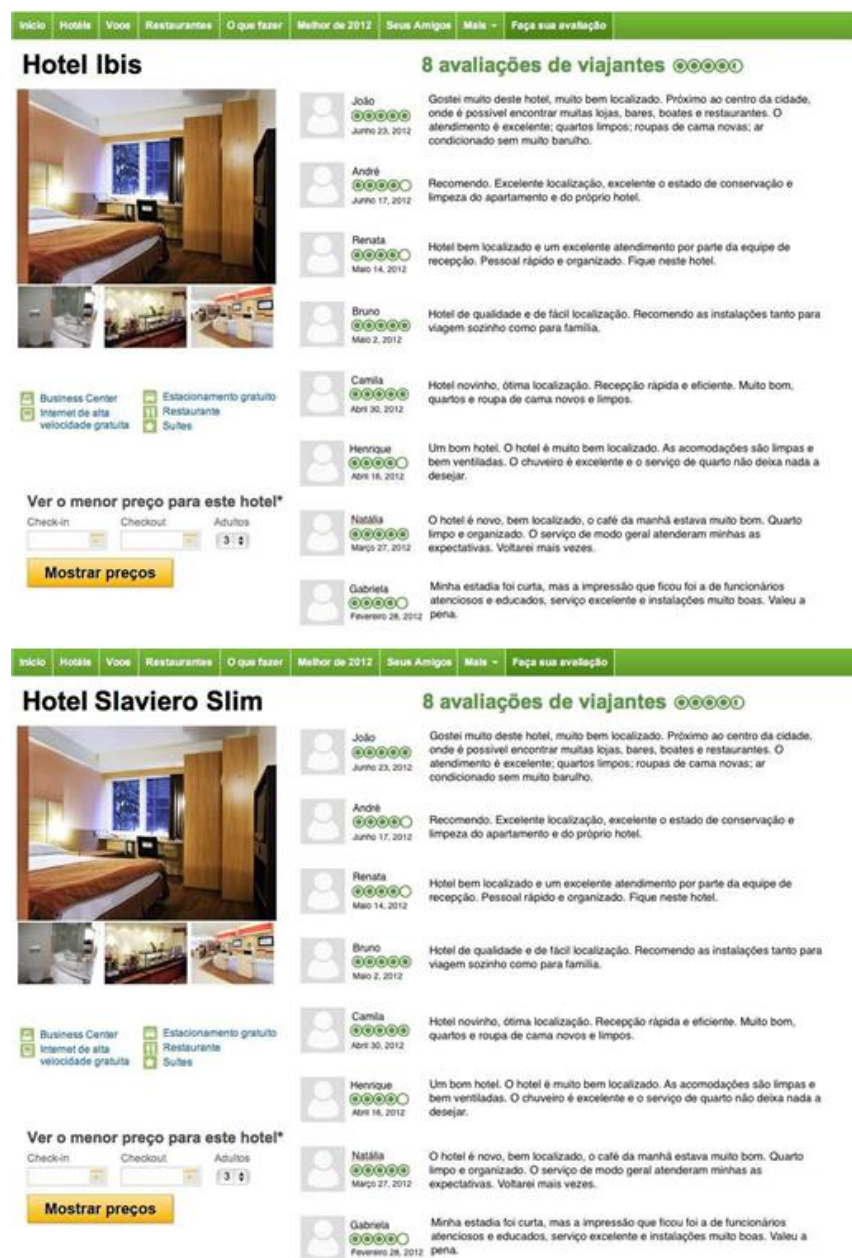 Início Hotéis Voos Restaurantes O que fazer Melhor de 2012 Seus Amigos Mais Faça sua avaliação
Hotel Ibis
8 avaliações de viajantes
João
Junho 23, 2012
Gostei muito deste hotel, muito bem localizado. Próximo ao centro da cidade,
onde é possível encontrar muitas lojas, bares, boates e restaurantes. O
atendimento é excelente; quartos limpos; roupas de cama novas; ar
condicionado sem muito barulho.
André
Junho 17, 2012
Recomendo. Excelente localização, excelente o estado de conservação e
limpeza do apartamento e do próprio hotel.
Renata
Maio 14, 2012
Hotel bem localizado e um excelente atendimento por parte da equipe de
recepção. Pessoal rápido e organizado. Fique neste hotel.
Bruno
Maio 2, 2012
Hotel de qualidade e de fácil localização. Recomendo as instalações tanto para
viagem sozinho como para família.
Camila
Abril 30, 2012
Hotel novinho, ótima localização. Recepção rápida e eficiente. Muito bom,
quartos e roupa de cama novos e limpos.
Henrique
Abril 16, 2012
Um bom hotel. O hotel é muito bem localizado. As acomodações são limpas e
bem ventiladas. O chuveiro é excelente e o serviço de quarto não deixa nada a
desejar.
Natália
Março 27, 2012
O hotel é novo, bem localizado, o café da manhã estava muito bom. Quarto
limpo e organizado. O serviço de modo geral atenderam minhas as
expectativas. Voltarei mais vezes.
Gabriela
Fevereiro 28, 2012
Minha estadia foi curta, mas a impressão que ficou foi a de funcionários
atenciosos e educados, serviço excelente e instalações muito boas. Valeu a
pena.
Business Center
Internet de alta
velocidade gratuita
Estacionamento gratuito
Restaurante
Suítes
Ver o menor preço para este hotel*
Check-in Checkout Adultos
3
Mostrar preços
Início Hotéis Voos Restaurantes O que fazer Melhor de 2012 Seus Amigos Mais Faça sua avaliação
Hotel Slaviero Slim
8 avaliações de viajantes
João
Junho 23, 2012
Gostei muito deste hotel, muito bem localizado. Próximo ao centro da cidade,
onde é possível encontrar muitas lojas, bares, boates e restaurantes. O
atendimento é excelente; quartos limpos; roupas de cama novas; ar
condicionado sem muito barulho.
André
Junho 17, 2012
Recomendo. Excelente localização, excelente o estado de conservação e
limpeza do apartamento e do próprio hotel.
Renata
Maio 14, 2012
Hotel bem localizado e um excelente atendimento por parte da equipe de
recepção. Pessoal rápido e organizado. Fique neste hotel.
Bruno
Maio 2, 2012
Hotel de qualidade e de fácil localização. Recomendo as instalações tanto para
viagem sozinho como para família.
Camila
Abril 30, 2012
Hotel novinho, ótima localização. Recepção rápida e eficiente. Muito bom,
quartos e roupa de cama novos e limpos.
Henrique
Abril 16, 2012
Um bom hotel. O hotel é muito bem localizado. As acomodações são limpas e
bem ventiladas. O chuveiro é excelente e o serviço de quarto não deixa nada a
desejar.
Natália
Março 27, 2012
O hotel é novo, bem localizado, o café da manhã estava muito bom. Quarto
limpo e organizado. O serviço de modo geral atenderam minhas as
expectativas. Voltarei mais vezes.
Gabriela
Fevereiro 28, 2012
Minha estadia foi curta, mas a impressão que ficou foi a de funcionários
atenciosos e educados, serviço excelente e instalações muito boas. Valeu a
pena.
Business Center
Internet de alta
velocidade gratuita
Estacionamento gratuito
Restaurante
Suítes
Ver o menor preço para este hotel*
Check-in Checkout Adultos
3
Mostrar preços